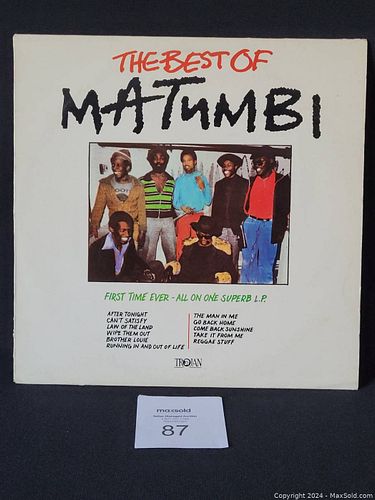 THE BEST OF
MATUMBI
FIRST TIME EVER - ALL ON ONE SUPERB L.P.
AFTER TONIGHT
CAN'T SATISFY
LAW OF THE LAND
WIPE THEM OUT
BROTHER LOUIE
RUNNING IN AND OUT OF LIFE
THE MAN IN ME
GO BACK HOME
COME BACK SUNSHINE
TAKE IT FROM ME
REGGAE STUFF
TROJAN
maxsold
87
Copyright © 2024 - MaxSold.com